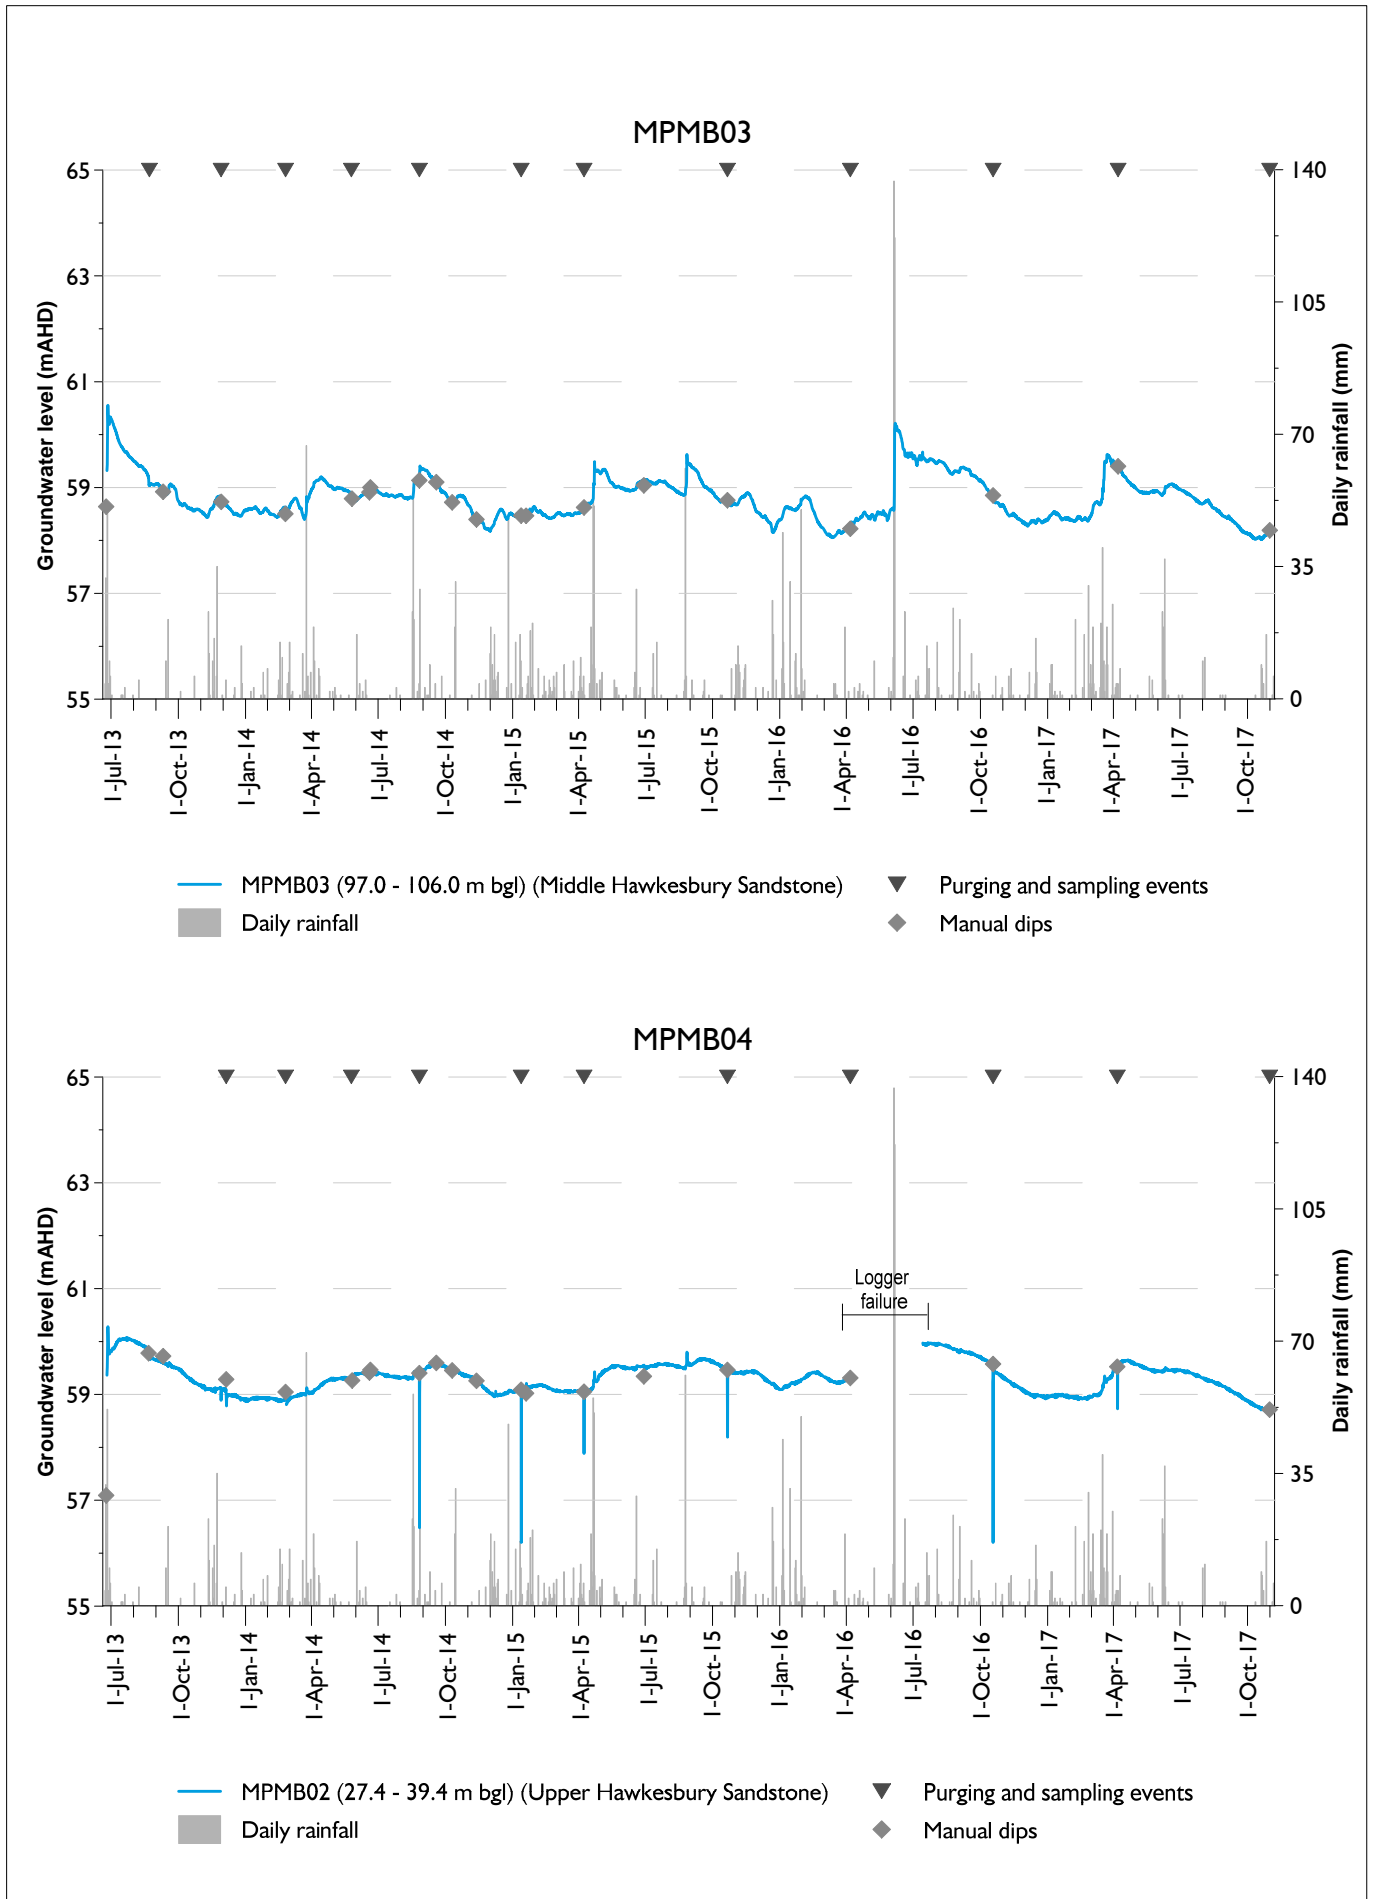 MPMB03
65
63
61
59
57
55
Groundwater level (mAHD)
140
105
70
35
0
Daily rainfall (mm)
1-Jul-13
1-Oct-13
1-Jan-14
1-Apr-14
1-Jul-14
1-Oct-14
1-Jan-15
1-Apr-15
1-Jul-15
1-Oct-15
1-Jan-16
1-Apr-16
1-Jul-16
1-Oct-16
1-Jan-17
1-Apr-17
1-Jul-17
1-Oct-17
MPMB03 (97.0 - 106.0 m bgl) (Middle Hawkesbury Sandstone)
Daily rainfall
Purging and sampling events
Manual dips
MPMB04
65
63
61
59
57
55
Groundwater level (mAHD)
Logger
failure
140
105
70
35
0
Daily rainfall (mm)
1-Jul-13
1-Oct-13
1-Jan-14
1-Apr-14
1-Jul-14
1-Oct-14
1-Jan-15
1-Apr-15
1-Jul-15
1-Oct-15
1-Jan-16
1-Apr-16
1-Jul-16
1-Oct-16
1-Jan-17
1-Apr-17
1-Jul-17
1-Oct-17
MPMB02 (27.4 - 39.4 m bgl) (Upper Hawkesbury Sandstone)
Daily rainfall
Purging and sampling events
Manual dips